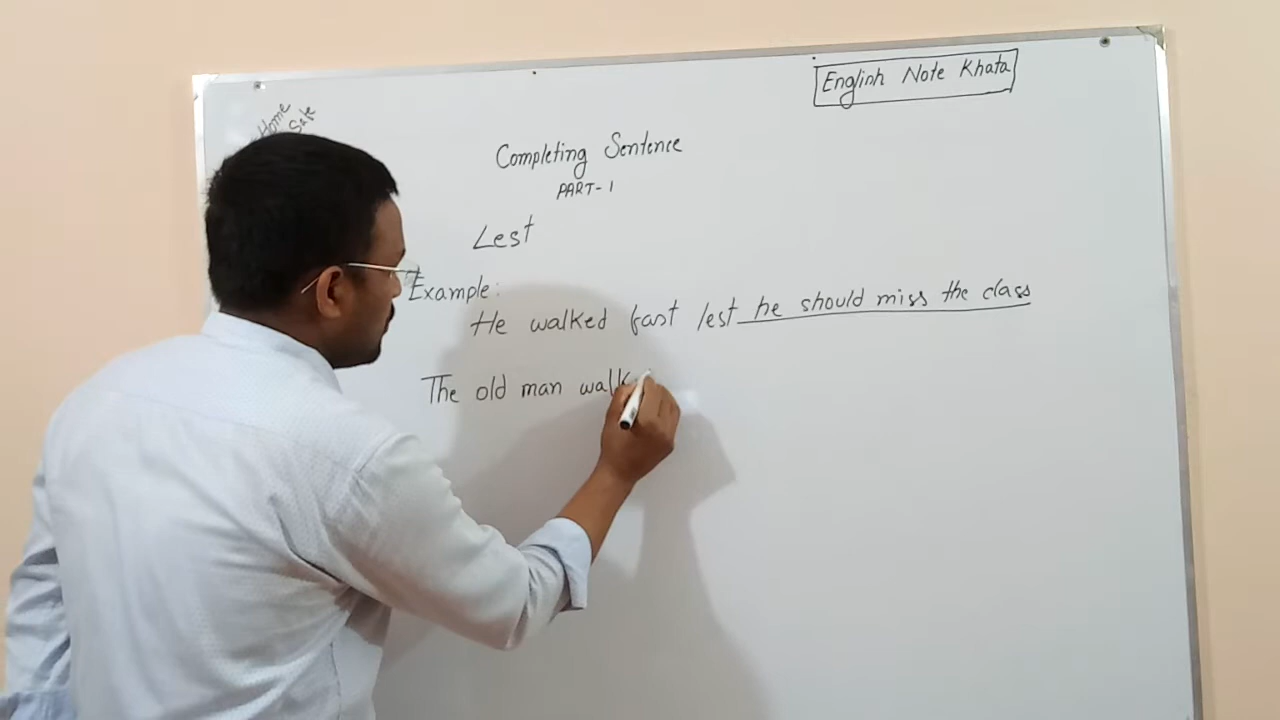 English Note Khata
Home
Safe
Completing Sentence
PART-1
Lest
Example:
He walked fast lest he should miss the class
The old man walk